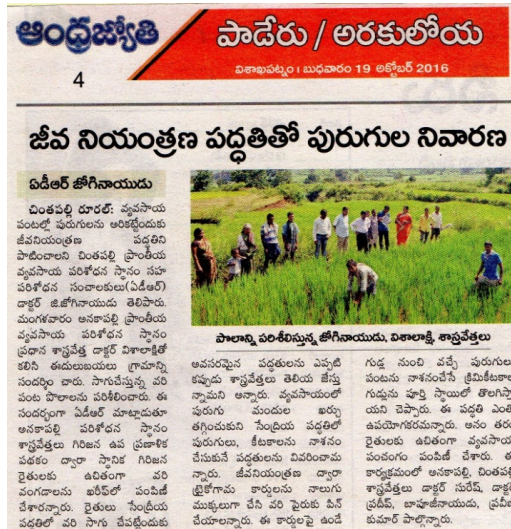 ఆంధ్రజ్యోతి
పాడేరు / అరకులోయ
విశాఖపట్నం । బుధవారం 19 అక్టోబర్ 2016
4
జీవ నియంత్రణ పద్ధతితో పురుగుల నివారణ
ఏడీఆర్ జోగినాయుడు
చింతపల్లి రూరల్: వ్యవసాయ
పంటల్లో పురుగులను అరికట్టేందుకు
జీవనియంత్రణ పద్ధతిని
పాటించాలని చింతపల్లి ప్రాంతీయ
వ్యవసాయ పరిశోధన స్థానం సహ
పరిశోధన సంచాలకులు(ఏడీఆర్)
డాక్టర్ జి.జోగినాయుడు తెలిపారు.
మంగళవారం అనకాపల్లి ప్రాంతీయ
వ్యవసాయ పరిశోధన స్థానం
ప్రధాన శాస్త్రవేత్త డాక్టర్ విశాలాక్షితో
కలిసి ఈదులుబయలు గ్రామాన్ని
సందర్శిం చారు. సాగుచేస్తున్న వరి
పంట పొలాలను పరిశీలించారు. ఈ
సందర్భంగా ఏడీఆర్ మాట్లాడుతూ
అనకాపల్లి పరిశోధన స్థానం
శాస్త్రవేత్తలు గిరిజన ఉప ప్రణాళిక
పథకం ద్వారా స్థానిక గిరిజన
రైతులకు ఉచితంగా వరి
వంగడాలను ఖరీఫ్‌లో పంపిణీ
చేశారన్నారు. రైతులు సేంద్రీయ
పద్ధతిలో వరి సాగు చేపట్టేందుకు
పొలాన్ని పరిశీలిస్తున్న జోగినాయుడు, విశాలాక్షి, శాస్త్రవేత్తలు
అవసరమైన పద్ధతులను ఎప్పటి
కప్పుడు శాస్త్రవేత్తలు తెలియ జేస్తు
న్నామని అన్నారు. వ్యవసాయంలో
పురుగు మందుల ఖర్చు
తగ్గించుకుని సేంద్రియ పద్ధతిలో
పురుగులు, కీటకాలను నాశనం
చేసుకునే పద్ధతులను వివరించామ
న్నారు. జీవనియంత్రణ ద్వారా
ట్రైకోగామ కార్డులను నాలుగు
ముక్కలుగా చేసి వరి పైరుకు పిన్
చేయాలన్నారు. ఈ కార్డులపై ఉండే
గుడ్ల నుంచి వచ్చే పురుగుల
పంటను నాశనంచేసే క్రిమికీటకాల
గుడ్లును పూర్తి స్థాయిలో తొలగిస్తా
యని చెప్పారు. ఈ పద్ధతి ఎంతో
ఉపయోగకరమన్నారు. అనం తరం
రైతులకు ఉచితంగా వ్యవసాయ
పంచంగం పంపిణీ చేశారు. ఈ
కార్యక్రమంలో అనకాపల్లి, చింతపల్లి
శాస్త్రవేత్తలు డాక్టర్ సురేష్, డాక్టర్
ప్రదీప్, బాపూజీనాయుడు, ప్రవీణ్
కుమార్ పాల్గొన్నారు.